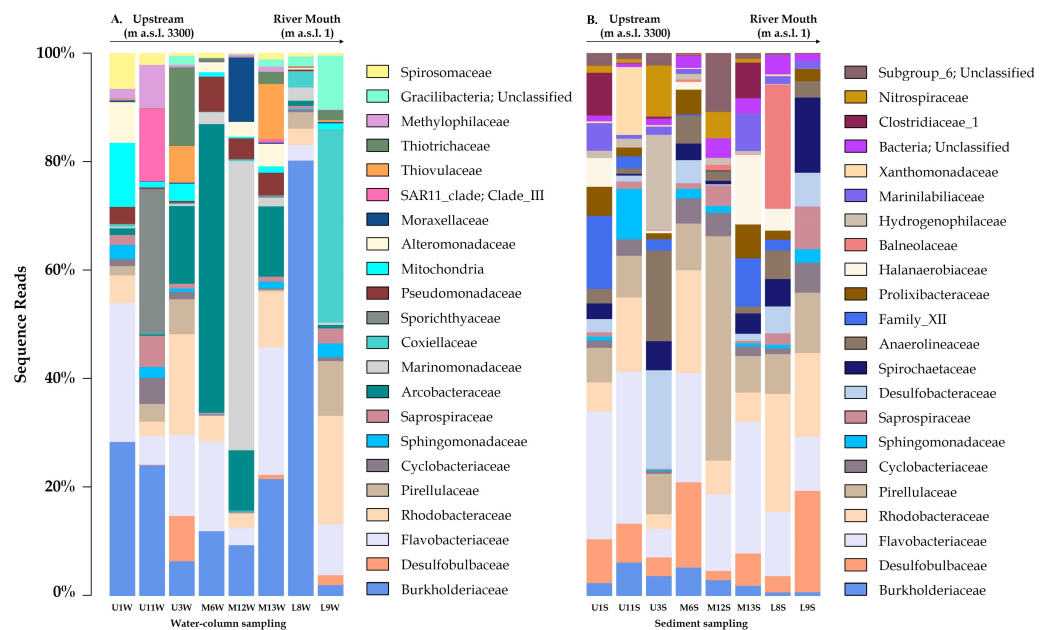 A.
Upstream
(m a.s.l. 3300)
River Mouth
(m a.s.l. 1)
Sequence Reads
100%
80%
60%
40%
20%
0%
U1W U11W U3W M6W M12W M13W L8W L9W
Water-column sampling
Spirosomaceae
Gracilibacteria; Unclassified
Methylophilaceae
Thiotrichaceae
Thiovulaceae
SAR11_clade; Clade_III
Moraxellaceae
Alteromonadaceae
Mitochondria
Pseudomonadaceae
Sporichthyaceae
Coxiellaceae
Marinomonadaceae
Arcobacteraceae
Saprospiraceae
Sphingomonadaceae
Cyclobacteriaceae
Pirellulaceae
Rhodobacteraceae
Flavobacteriaceae
Desulfobulbaceae
Burkholderiaceae
B.
Upstream
(m a.s.l. 3300)
River Mouth
(m a.s.l. 1)
U1S U11S U3S M6S M12S M13S L8S L9S
Sediment sampling
Subgroup_6; Unclassified
Nitrospiraceae
Clostridiaceae_1
Bacteria; Unclassified
Xanthomonadaceae
Marinilabiliaceae
Hydrogenophilaceae
Balneolaceae
Halanaerobiaceae
Prolixibacteraceae
Family_XII
Anaerolineaceae
Spirochaetaceae
Desulfobacteraceae
Saprospiraceae
Sphingomonadaceae
Cyclobacteriaceae
Pirellulaceae
Rhodobacteraceae
Flavobacteriaceae
Desulfobulbaceae
Burkholderiaceae